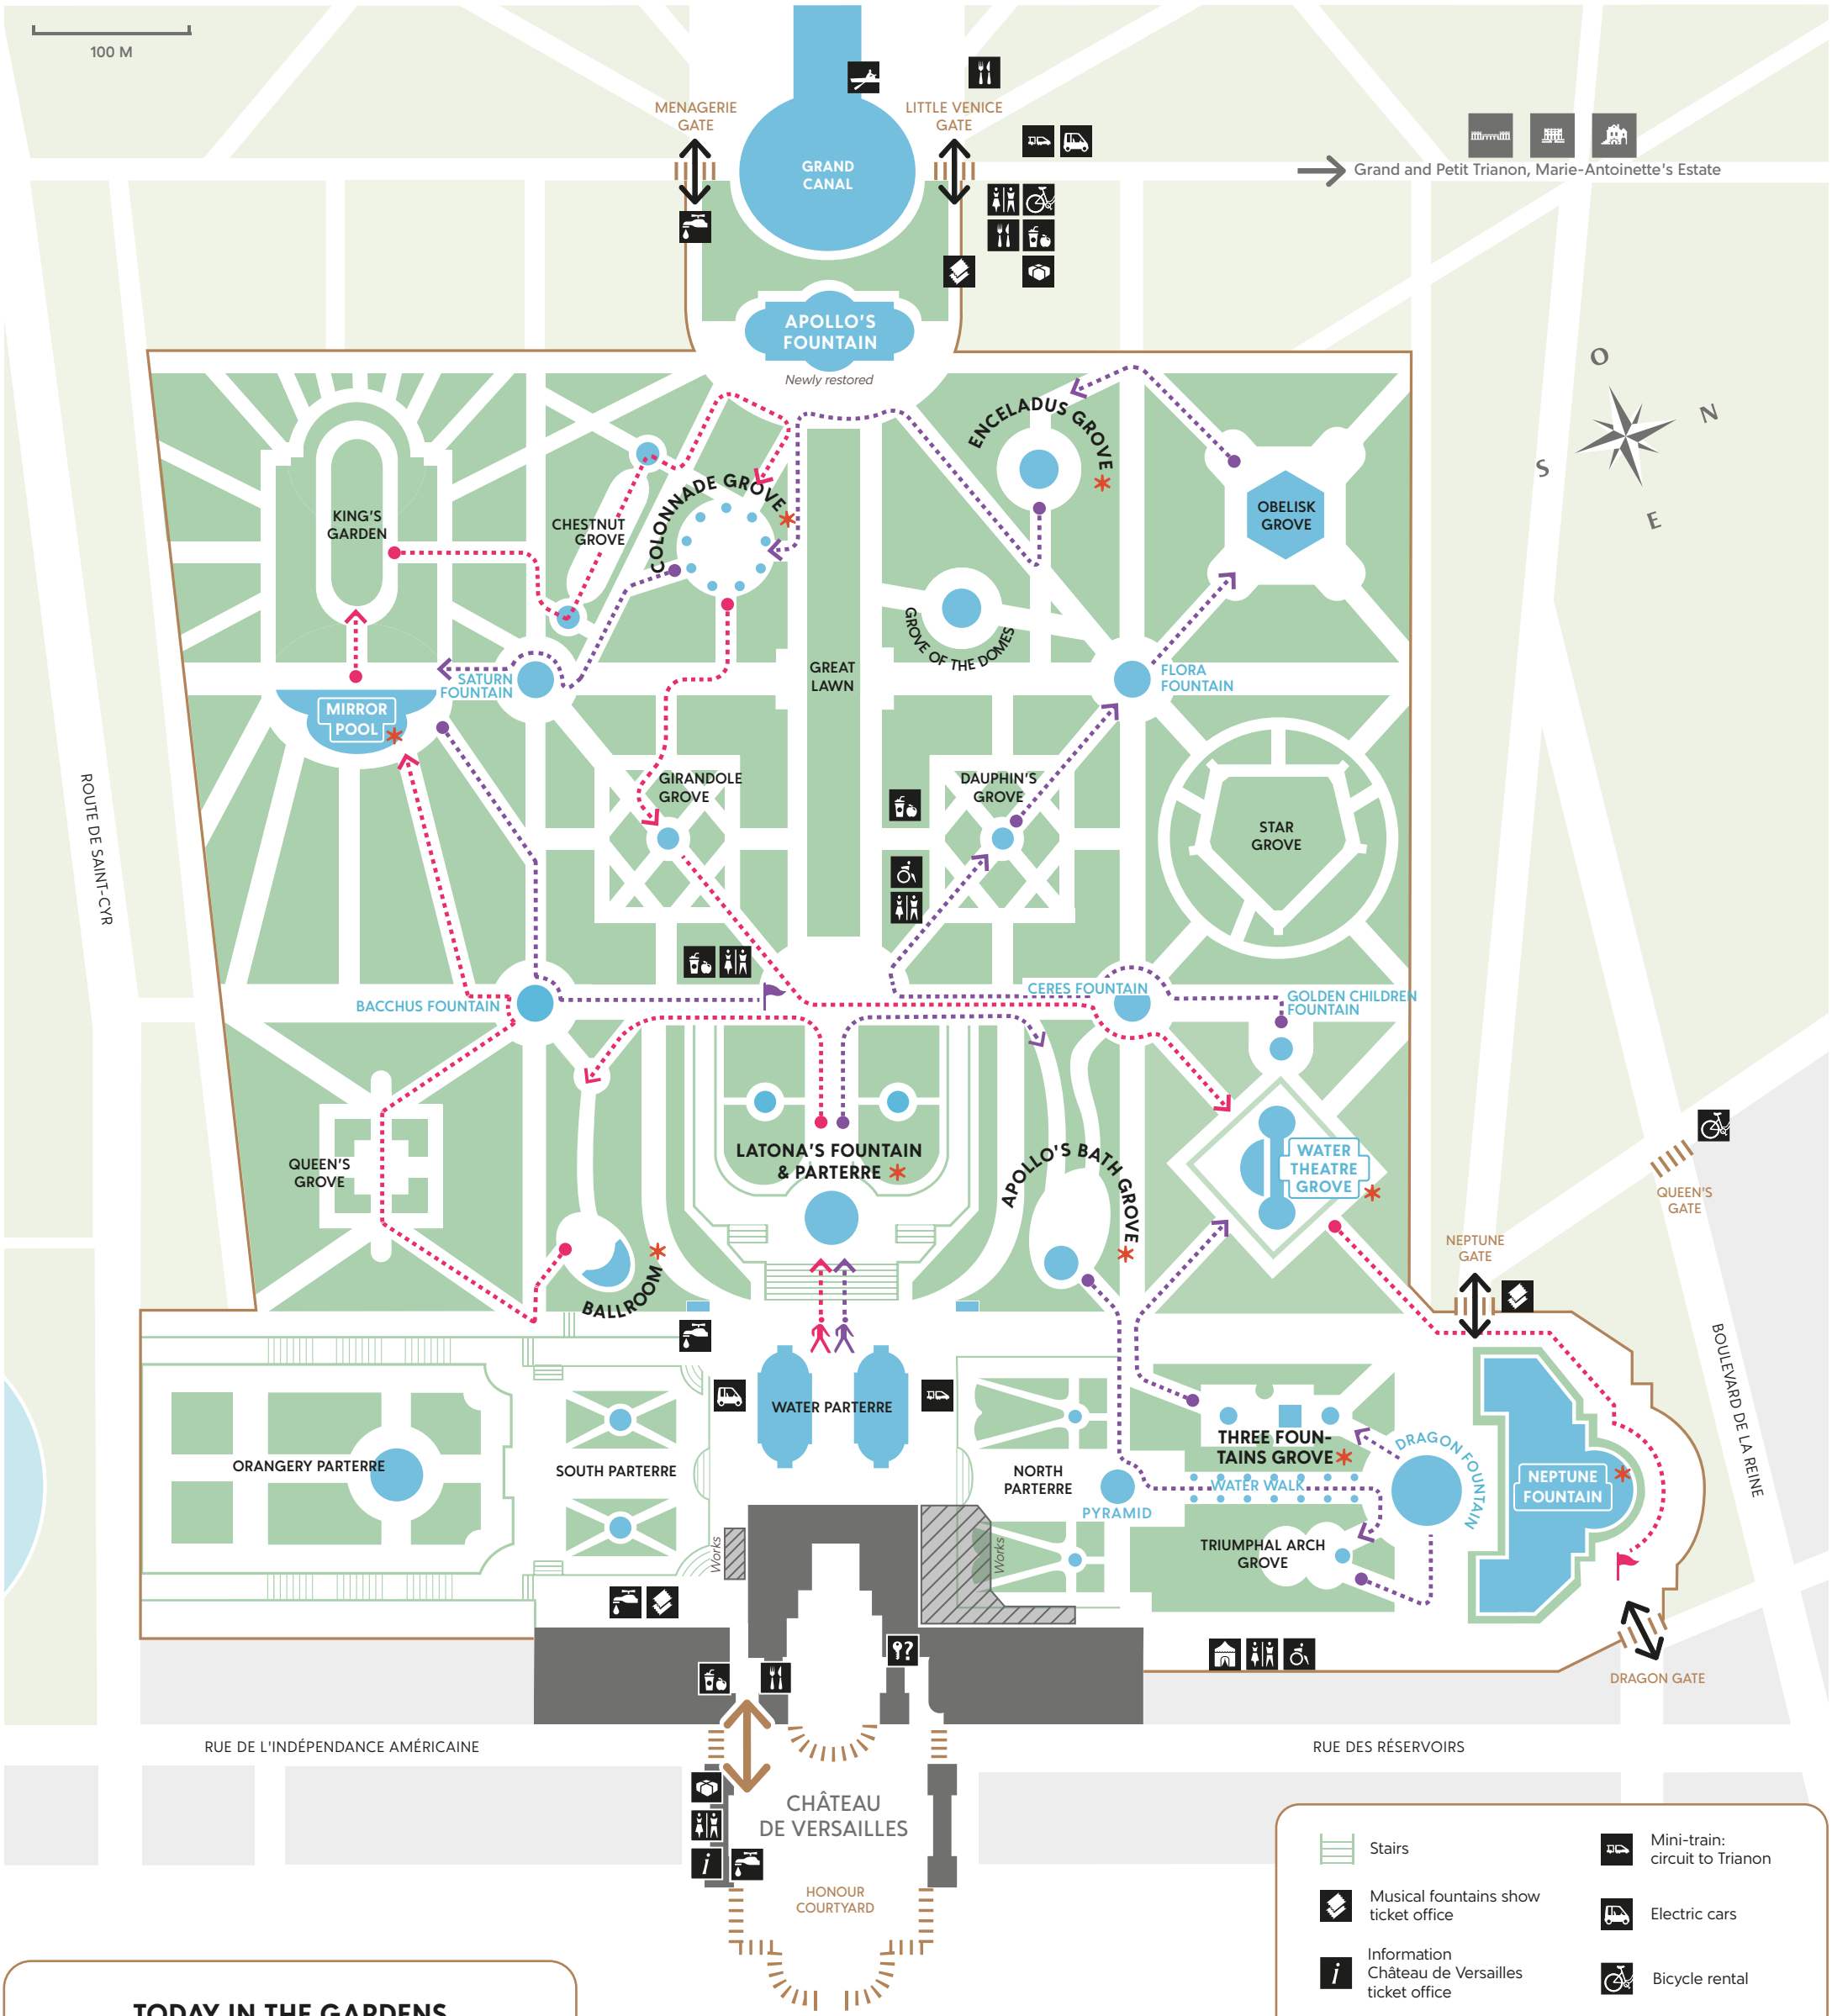 100 M
MENAGERIE
GATE
LITTLE VENICE
GATE
GRAND
CANAL
Grand and Petit Trianon, Marie-Antoinette's Estate
APOLLO'S
FOUNTAIN
Newly restored
O
N
S
E
ENCELADUS GROVE
KING'S
GARDEN
CHESTNUT
GROVE
COLONNADE GROVE
OBELISK
GROVE
GROVE OF THE DOMES
GREAT
LAWN
SATURN
FOUNTAIN
FLORA
FOUNTAIN
MIRROR
POOL
ROUTE DE SAINT-CYR
GIRANDOLE
GROVE
DAUPHIN'S
GROVE
STAR
GROVE
BACCHUS FOUNTAIN
CERES FOUNTAIN
GOLDEN CHILDREN
FOUNTAIN
QUEEN'S
GROVE
LATONA'S FOUNTAIN
& PARTERRE
APOLLO'S BATH GROVE
WATER
THEATRE
GROVE
QUEEN'S
GATE
NEPTUNE
GATE
BALLROOM
BOULEVARD DE LA REINE
WATER PARTERRE
ORANGERY PARTERRE
SOUTH PARTERRE
NORTH
PARTERRE
PYRAMID
THREE FOUN-
TAINS GROVE
WATER WALK
DRAGON FOUNTAIN
NEPTUNE
FOUNTAIN
TRIUMPHAL ARCH
GROVE
Works
Works
DRAGON GATE
RUE DE L'INDÉPENDANCE AMÉRICAINE
RUE DES RÉSERVOIRS
CHÂTEAU
DE VERSAILLES
HONOUR
COURTYARD
Stairs
Musical fountains show
ticket office
i
Information
Château de Versailles
ticket office
Mini-train:
circuit to Trianon
Electric cars
Bicycle rental
TODAY IN THE GARDENS